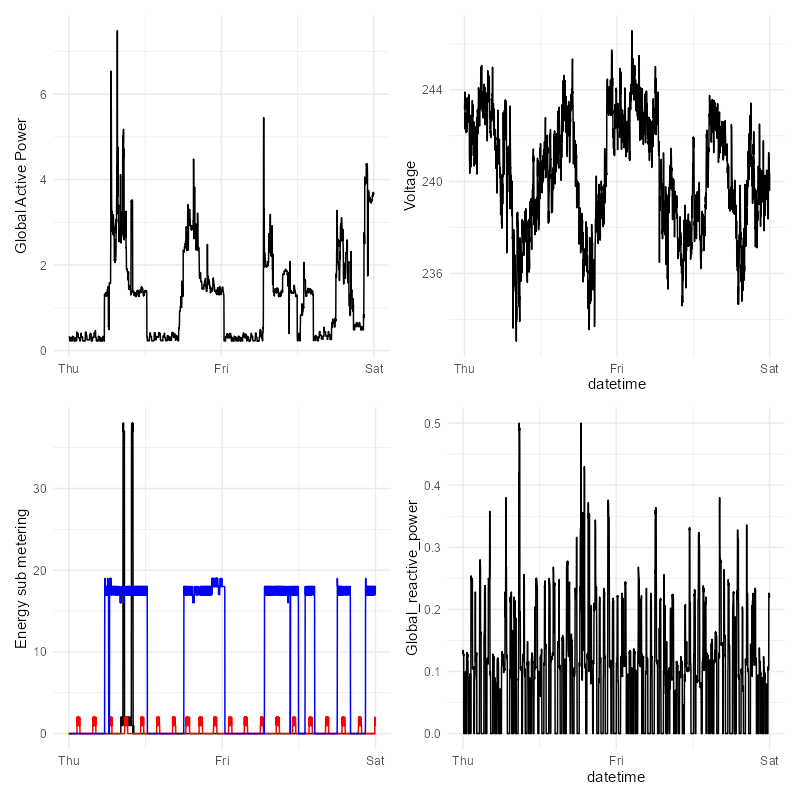 Global Active Power
6
4
2
0
Thu
Fri
Sat
Voltage
244
240
236
Thu
Fri
Sat
datetime
Energy sub metering
30
20
10
0
Thu
Fri
Sat
Global_reactive_power
0.5
0.4
0.3
0.2
0.1
0.0
Thu
Fri
Sat
datetime